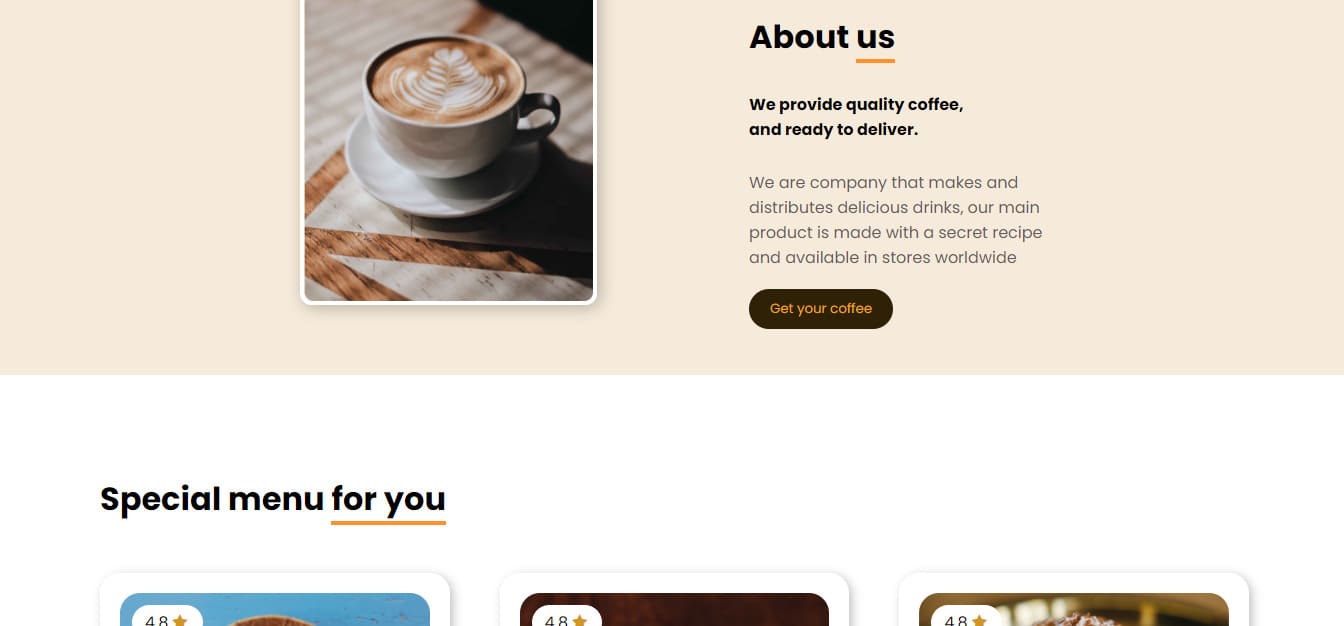 About us
We provide quality coffee,
and ready to deliver.
We are company that makes and
distributes delicious drinks, our main
product is made with a secret recipe
and available in stores worldwide
Get your coffee
Special menu for you
4.8
4.8
4.8